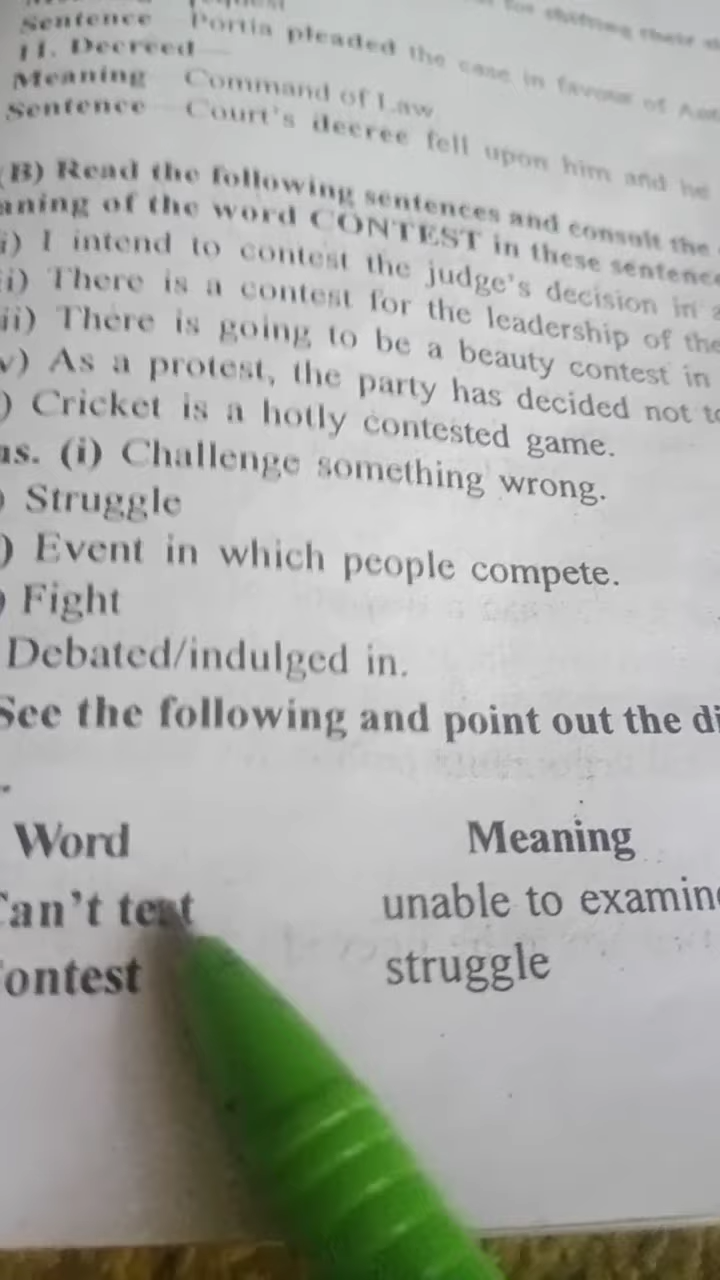 Sentence Portia pleaded the case in favour of
11. Decreed
Meaning Command of Law
Sentence Court's decree fell upon him and he
(B) Read the following sentences and consult the
aning of the word CONTEST in these sentence
i) I intend to contest the judge's decision in a
i) There is a contest for the leadership of the
ii) There is going to be a beauty contest in
v) As a protest, the party has decided not to
) Cricket is a hotly contested game.
ns. (i) Challenge something wrong.
) Struggle
) Event in which people compete.
) Fight
Debated/indulged in.
See the following and point out the di
.
Word Meaning
Can't test unable to examine
Contest struggle